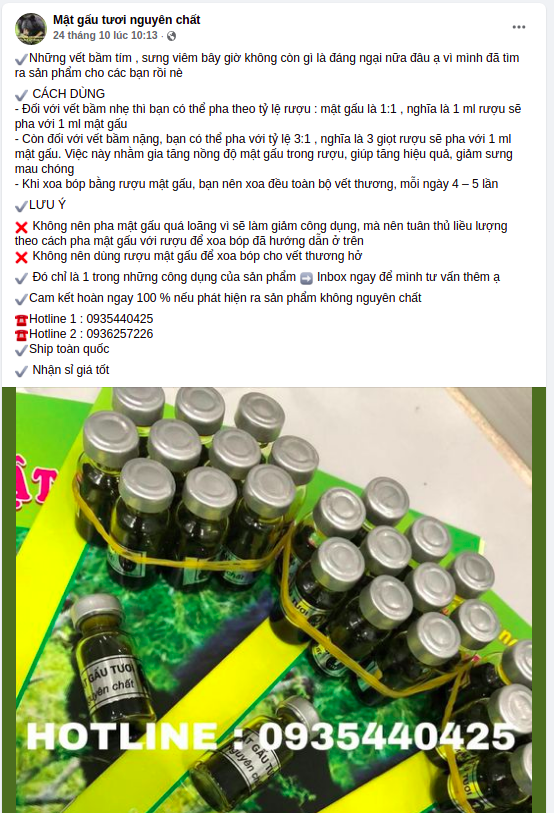 Mật gấu tươi nguyên chất
24 tháng 10 lúc 10:13 ·
✔Những vết bầm tím , sưng viêm bây giờ không còn gì là đáng ngại nữa đâu ạ vì mình đã tìm
ra sản phẩm cho các bạn rồi nè
✔ CÁCH DÙNG
- Đối với vết bầm nhẹ thì bạn có thể pha theo tỷ lệ rượu : mật gấu là 1:1 , nghĩa là 1 ml rượu sẽ
pha với 1 ml mật gấu
- Còn đối với vết bầm nặng, bạn có thể pha với tỷ lệ 3:1 , nghĩa là 3 giọt rượu sẽ pha với 1 ml
mật gấu. Việc này nhằm gia tăng nồng độ mật gấu trong rượu, giúp tăng hiệu quả, giảm sưng
mau chóng
- Khi xoa bóp bằng rượu mật gấu, bạn nên xoa đều toàn bộ vết thương, mỗi ngày 4 – 5 lần
✔LƯU Ý
❌ Không nên pha mật gấu quá loãng vì sẽ làm giảm công dụng, mà nên tuân thủ liều lượng
theo cách pha mật gấu với rượu để xoa bóp đã hướng dẫn ở trên
❌ Không nên dùng rượu mật gấu để xoa bóp cho vết thương hở
✔ Đó chỉ là 1 trong những công dụng của sản phẩm ➡ Inbox ngay để mình tư vấn thêm ạ
✔Cam kết hoàn ngay 100 % nếu phát hiện ra sản phẩm không nguyên chất
☎Hotline 1 : 0935440425
☎Hotline 2 : 0936257226
✔Ship toàn quốc
✔ Nhận sỉ giá tốt
ẬT
TƯƠI
T GẤU TƯƠI
nguyên chất
HOTLINE : 0935440425
T GẤU TƯƠI
guyên c
TƯƠI